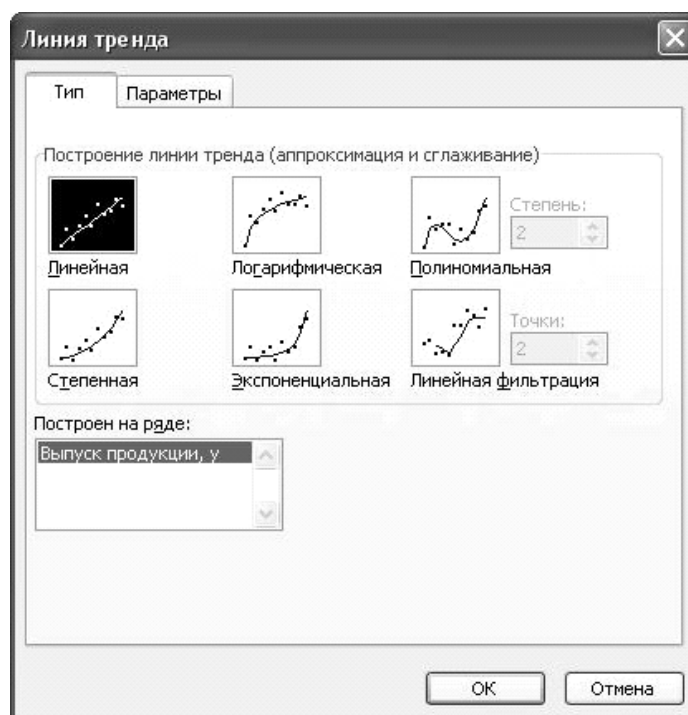 Линия тренда
Тип
Параметры
Построение линии тренда (аппроксимация и сглаживание)
Степень:
2
Линейная
Логарифмическая
Полиномиальная
Точки:
2
Степенная
Экспоненциальная
Линейная фильтрация
Построен на ряде:
Выпуск продукции, у
ОК
Отмена